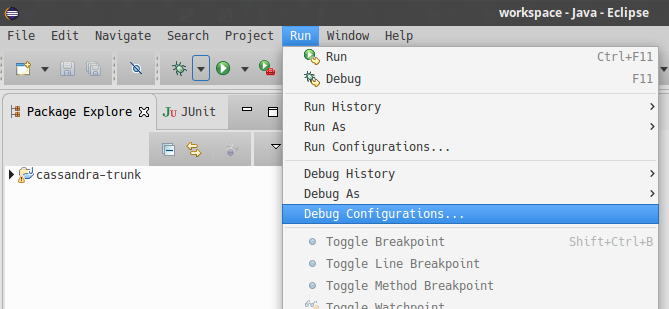 workspace - Java - Eclipse
File Edit Navigate Search Project Run Window Help
Run Ctrl+F11
Debug F11
Package Explore JUnit
Run History
Run As
Run Configurations...
cassandra-trunk
Debug History
Debug As
Debug Configurations...
Toggle Breakpoint Shift+Ctrl+B
Toggle Line Breakpoint
Toggle Method Breakpoint
Toggle Watchpoint